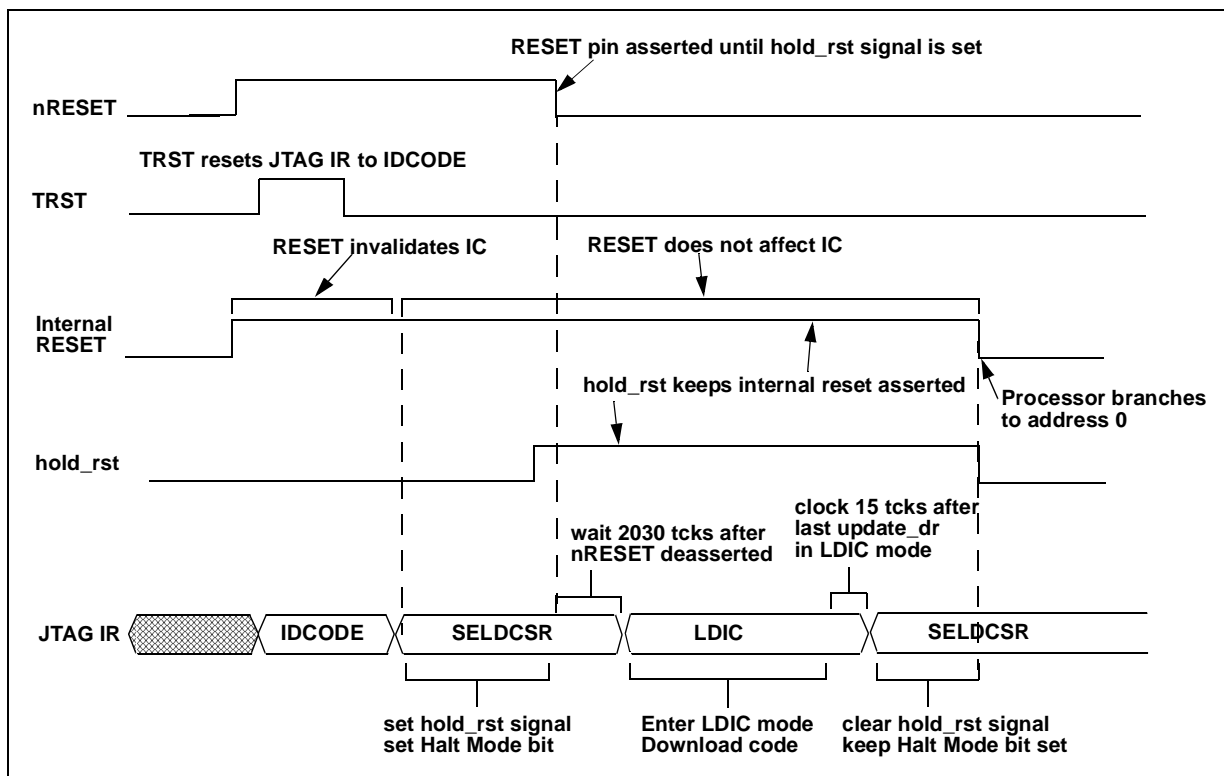 RESET pin asserted until hold_rst signal is set
nRESET
TRST resets JTAG IR to IDCODE
TRST
RESET invalidates IC
RESET does not affect IC
Internal
RESET
hold_rst keeps internal reset asserted
Processor branches
to address 0
hold_rst
wait 2030 tcks after
nRESET deasserted
clock 15 tcks after
last update_dr
in LDIC mode
JTAG IR
IDCODE
SELDCSR
LDIC
SELDCSR
set hold_rst signal
set Halt Mode bit
Enter LDIC mode
Download code
clear hold_rst signal
keep Halt Mode bit set